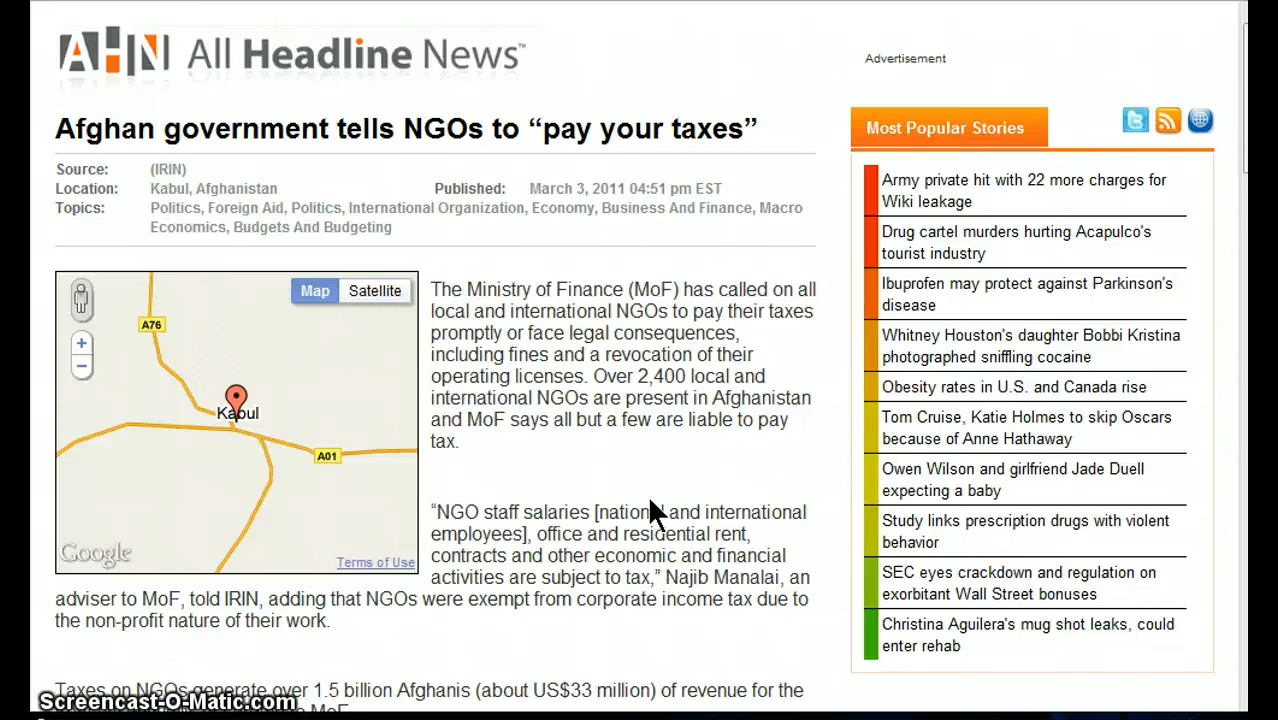 AHN All Headline News™
Advertisement
Afghan government tells NGOs to “pay your taxes”
Source: (IRIN)
Location: Kabul, Afghanistan Published: March 3, 2011 04:51 pm EST
Topics: Politics, Foreign Aid, Politics, International Organization, Economy, Business And Finance, Macro
Economics, Budgets And Budgeting
Map Satellite
A76
+
−
Kabul
A01
Google
Terms of Use
The Ministry of Finance (MoF) has called on all
local and international NGOs to pay their taxes
promptly or face legal consequences,
including fines and a revocation of their
operating licenses. Over 2,400 local and
international NGOs are present in Afghanistan
and MoF says all but a few are liable to pay
tax.
“NGO staff salaries [national and international
employees], office and residential rent,
contracts and other economic and financial
activities are subject to tax,” Najib Manalai, an
adviser to MoF, told IRIN, adding that NGOs were exempt from corporate income tax due to
the non-profit nature of their work.
Taxes on NGOs generate over 1.5 billion Afghanis (about US$33 million) of revenue for the
MoF
Most Popular Stories
Army private hit with 22 more charges for
Wiki leakage
Drug cartel murders hurting Acapulco's
tourist industry
Ibuprofen may protect against Parkinson's
disease
Whitney Houston's daughter Bobbi Kristina
photographed sniffling cocaine
Obesity rates in U.S. and Canada rise
Tom Cruise, Katie Holmes to skip Oscars
because of Anne Hathaway
Owen Wilson and girlfriend Jade Duell
expecting a baby
Study links prescription drugs with violent
behavior
SEC eyes crackdown and regulation on
exorbitant Wall Street bonuses
Christina Aguilera's mug shot leaks, could
enter rehab
Screencast-O-Matic.com